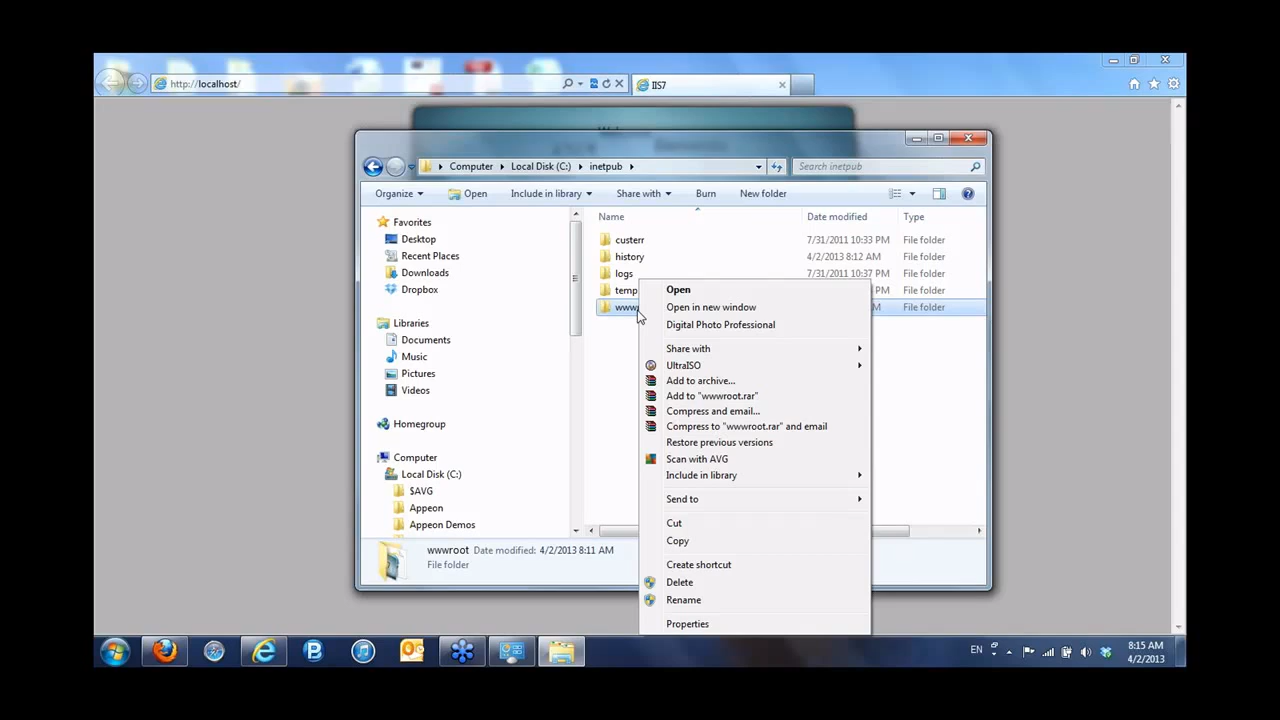 http://localhost/
IIS7
Computer Local Disk (C:) inetpub
Search inetpub
Organize Open Include in library Share with Burn New folder
Name Date modified Type
Favorites
Desktop
Recent Places
Downloads
Dropbox
Libraries
Documents
Music
Pictures
Videos
Homegroup
Computer
Local Disk (C:)
$AVG
Appeon
Appeon Demos
custerr 7/31/2011 10:33 PM File folder
history 4/2/2013 8:12 AM File folder
logs 7/31/2011 10:37 PM File folder
temp PM File folder
www M File folder
Open
Open in new window
Digital Photo Professional
Share with
UltraISO
Add to archive...
Add to "wwwroot.rar"
Compress and email...
Compress to "wwwroot.rar" and email
Restore previous versions
Scan with AVG
Include in library
Send to
Cut
Copy
Create shortcut
Delete
Rename
Properties
wwwroot Date modified: 4/2/2013 8:11 AM
File folder
EN
8:15 AM
4/2/2013